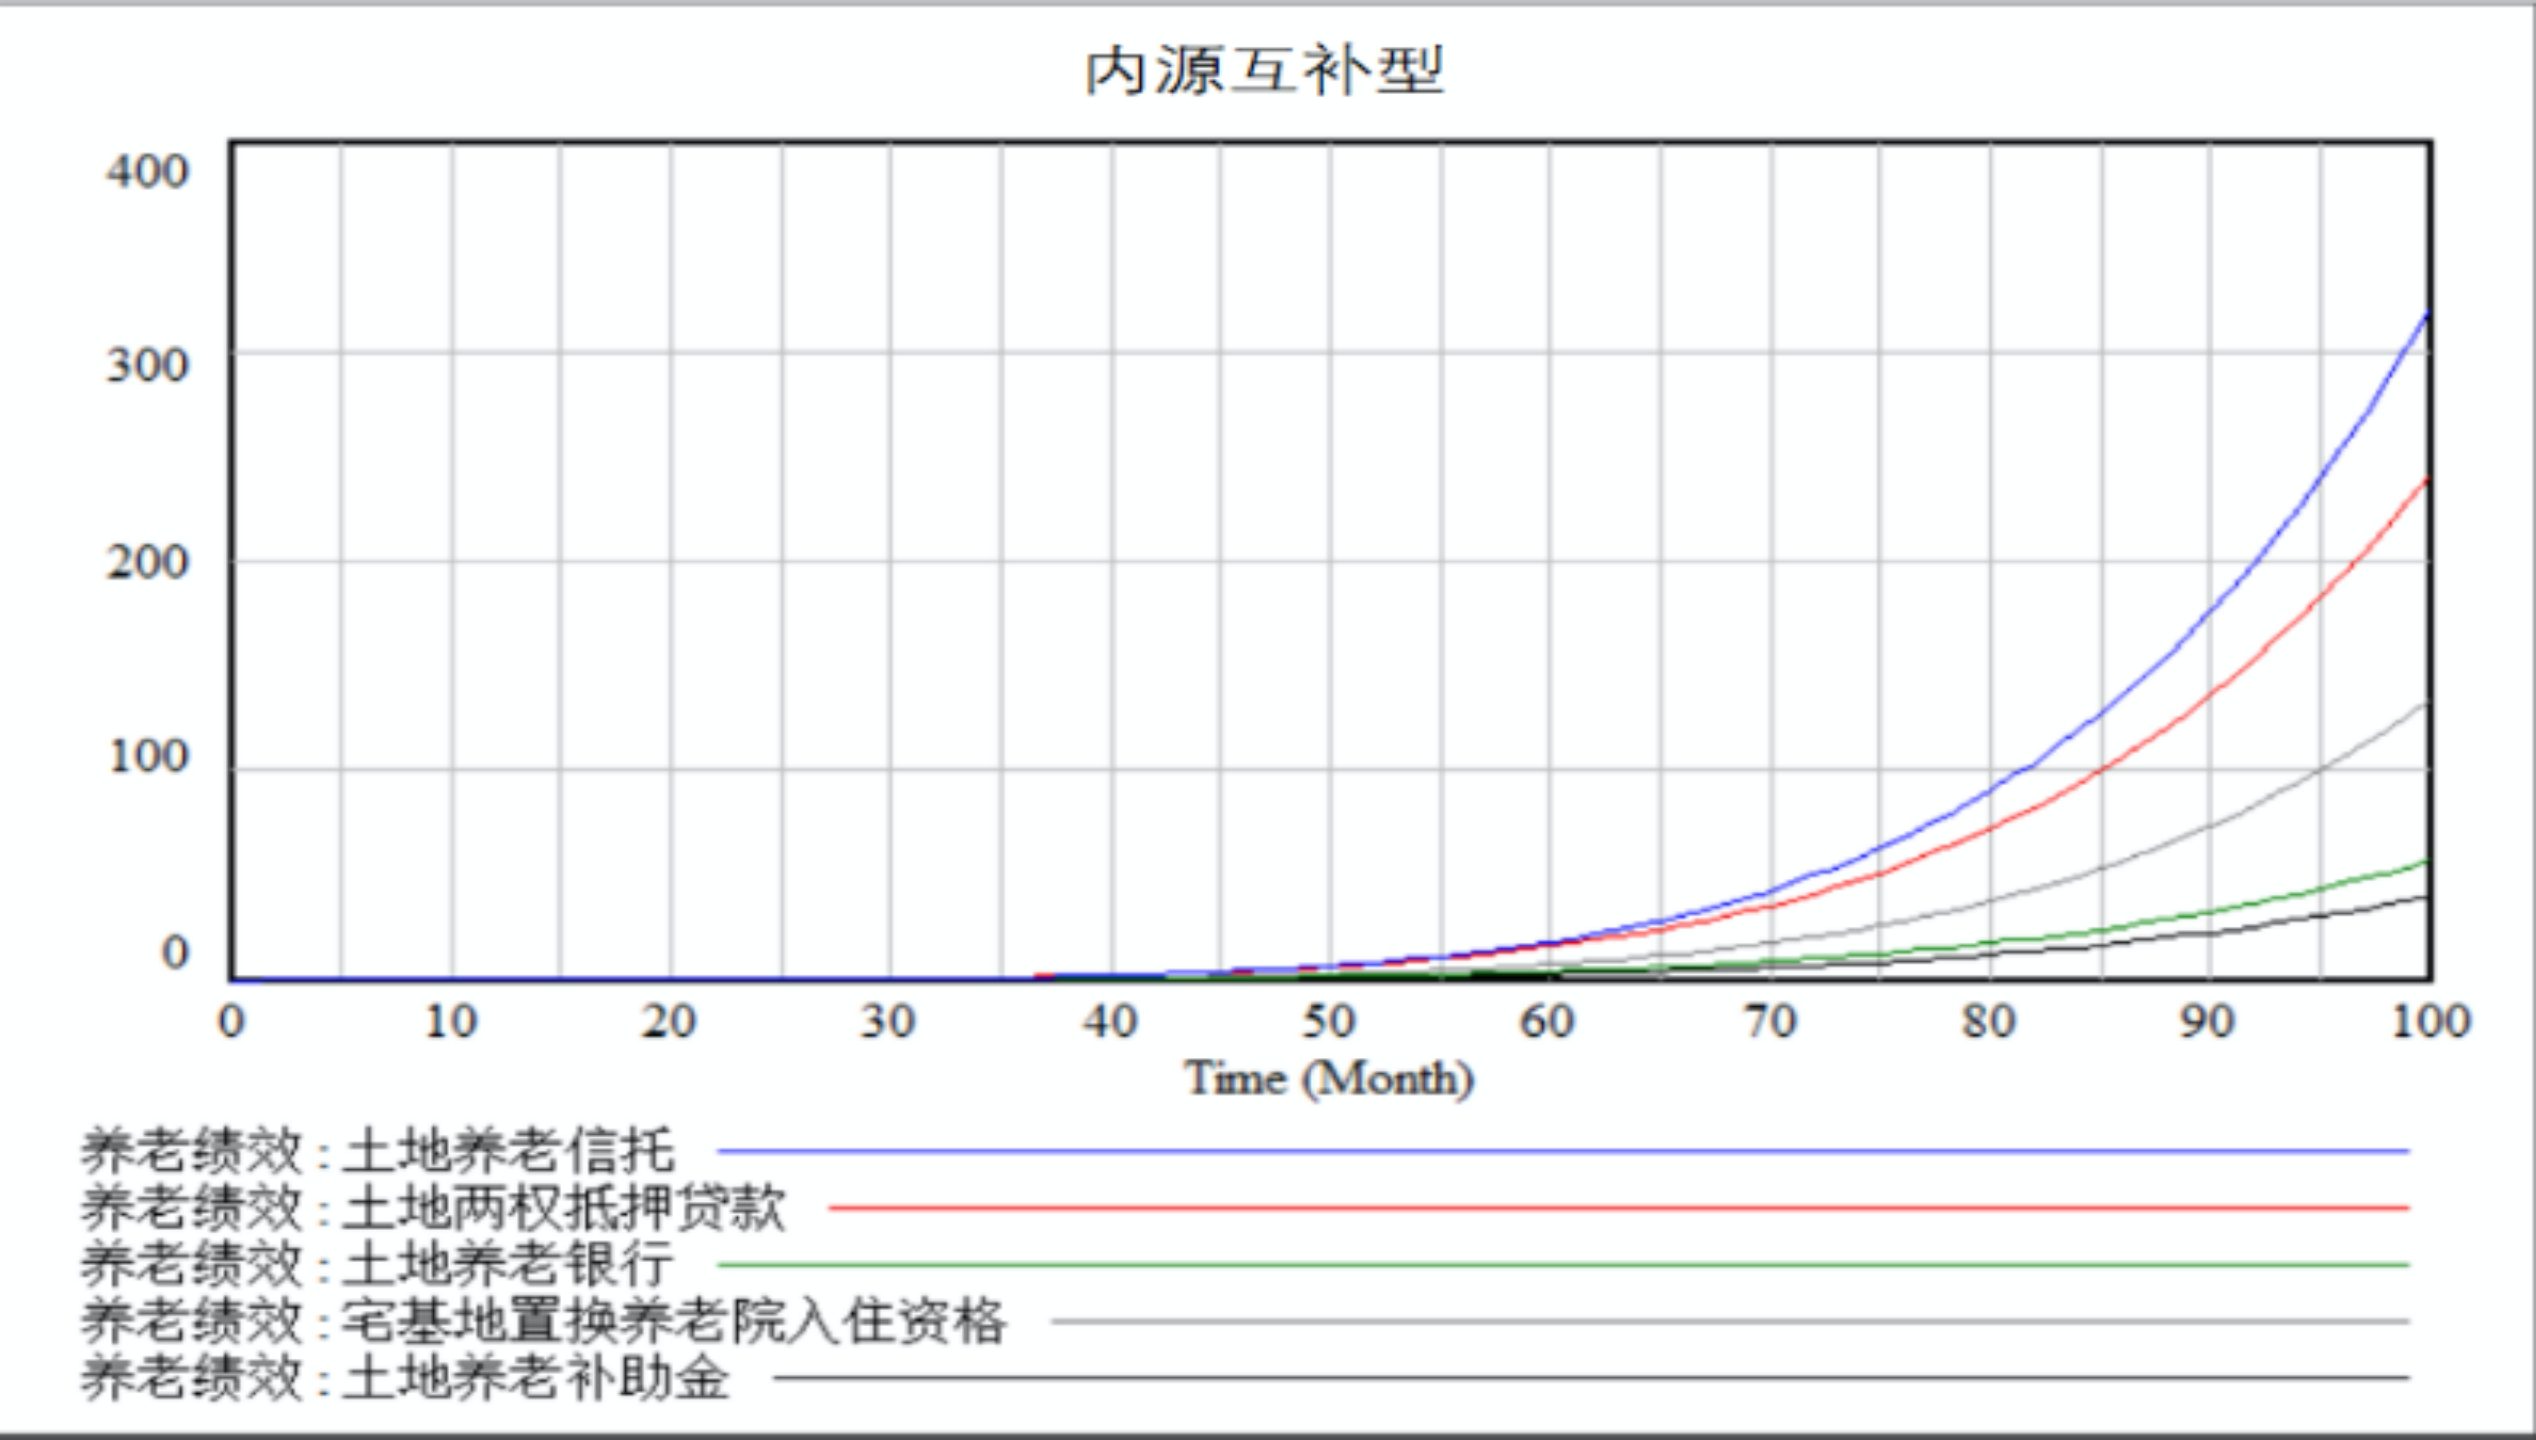 内源互补型
400
300
200
100
0
0 10 20 30 40 50 60 70 80 90 100
Time (Month)
养老绩效 : 土地养老信托
养老绩效 : 土地两权抵押贷款
养老绩效 : 土地养老银行
养老绩效 : 宅基地置换养老院入住资格
养老绩效 : 土地养老补助金